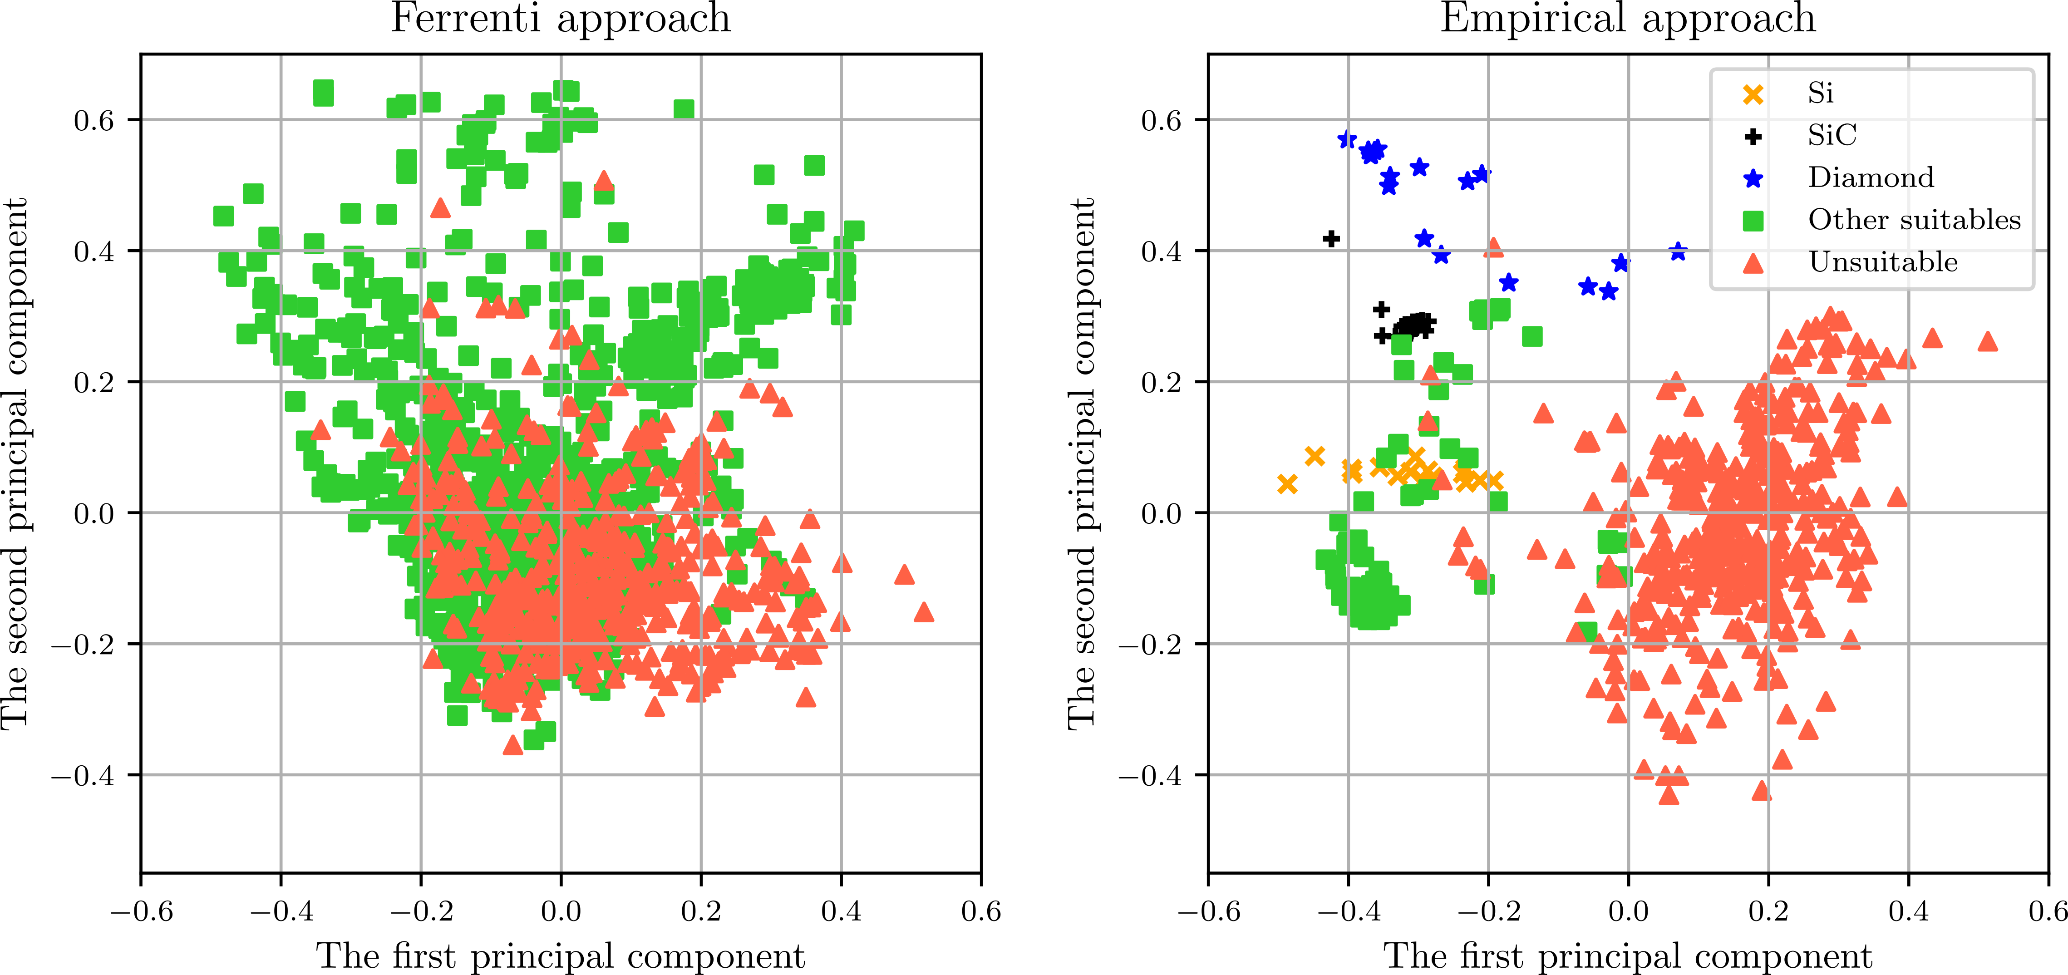 Ferrenti approach
The second principal component
0.6
0.4
0.2
0.0
−0.2
−0.4
−0.6
−0.4
−0.2
0.0
0.2
0.4
0.6
The first principal component
Empirical approach
The second principal component
0.6
0.4
0.2
0.0
−0.2
−0.4
−0.6
−0.4
−0.2
0.0
0.2
0.4
0.6
The first principal component
Si
SiC
Diamond
Other suitables
Unsuitable